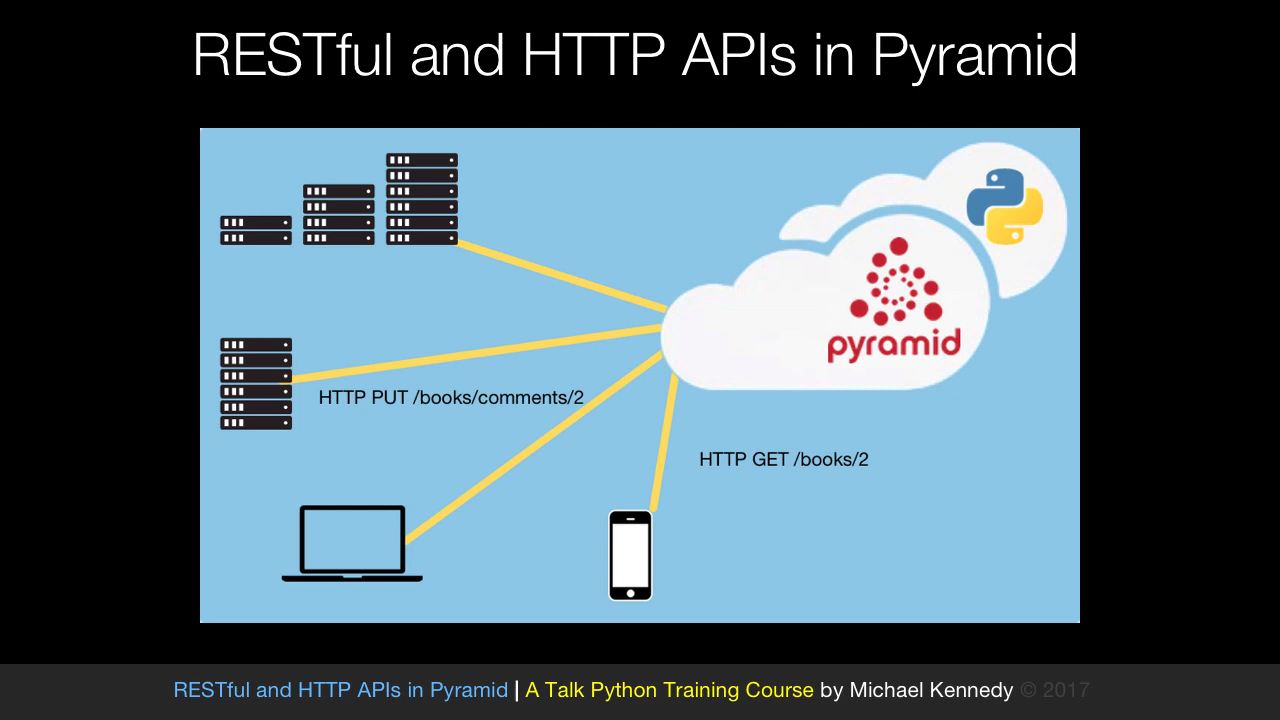 RESTful and HTTP APIs in Pyramid
pyramid
HTTP PUT /books/comments/2
HTTP GET /books/2
RESTful and HTTP APIs in Pyramid | A Talk Python Training Course by Michael Kennedy © 2017